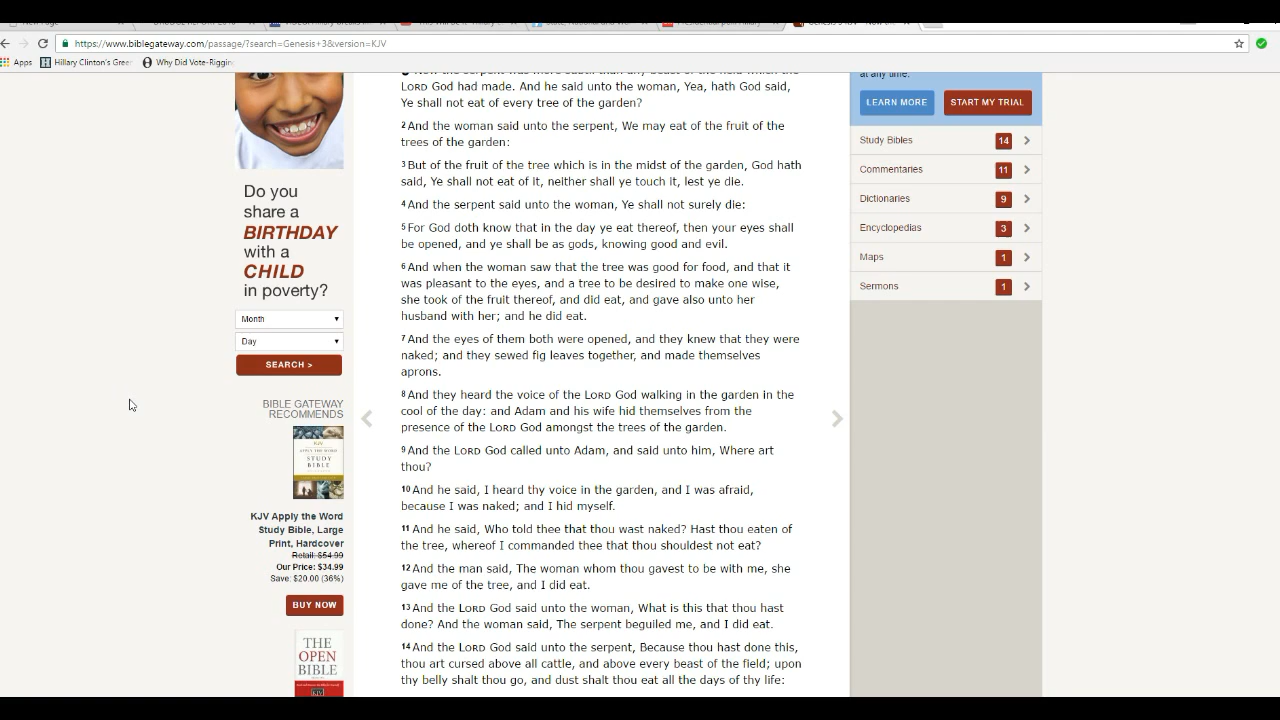 https://www.biblegateway.com/passage/?search=Genesis+3&version=KJV
Apps
Hillary Clinton's Gree
Why Did Vote-Riggin
Do you
share a
BIRTHDAY
with a
CHILD
in poverty?
Month
Day
SEARCH >
BIBLE GATEWAY
RECOMMENDS
KJV
STUDY
BIBLE
KJV Apply the Word
Study Bible, Large
Print, Hardcover
Retail: $54.99
Our Price: $34.99
Save: $20.00 (36%)
BUY NOW
THE
OPEN
BIBLE
KJV
Now the serpent was more subtil than any beast of the field which the
LORD God had made. And he said unto the woman, Yea, hath God said,
Ye shall not eat of every tree of the garden?
2 And the woman said unto the serpent, We may eat of the fruit of the
trees of the garden:
3 But of the fruit of the tree which is in the midst of the garden, God hath
said, Ye shall not eat of it, neither shall ye touch it, lest ye die.
4 And the serpent said unto the woman, Ye shall not surely die:
5 For God doth know that in the day ye eat thereof, then your eyes shall
be opened, and ye shall be as gods, knowing good and evil.
6 And when the woman saw that the tree was good for food, and that it
was pleasant to the eyes, and a tree to be desired to make one wise,
she took of the fruit thereof, and did eat, and gave also unto her
husband with her; and he did eat.
7 And the eyes of them both were opened, and they knew that they were
naked; and they sewed fig leaves together, and made themselves
aprons.
8 And they heard the voice of the LORD God walking in the garden in the
cool of the day: and Adam and his wife hid themselves from the
presence of the LORD God amongst the trees of the garden.
9 And the LORD God called unto Adam, and said unto him, Where art
thou?
10 And he said, I heard thy voice in the garden, and I was afraid,
because I was naked; and I hid myself.
11 And he said, Who told thee that thou wast naked? Hast thou eaten of
the tree, whereof I commanded thee that thou shouldest not eat?
12 And the man said, The woman whom thou gavest to be with me, she
gave me of the tree, and I did eat.
13 And the LORD God said unto the woman, What is this that thou hast
done? And the woman said, The serpent beguiled me, and I did eat.
14 And the LORD God said unto the serpent, Because thou hast done this,
thou art cursed above all cattle, and above every beast of the field; upon
thy belly shalt thou go, and dust shalt thou eat all the days of thy life:
at any time.
LEARN MORE
START MY TRIAL
Study Bibles 14
Commentaries 11
Dictionaries 9
Encyclopedias 3
Maps 1
Sermons 1